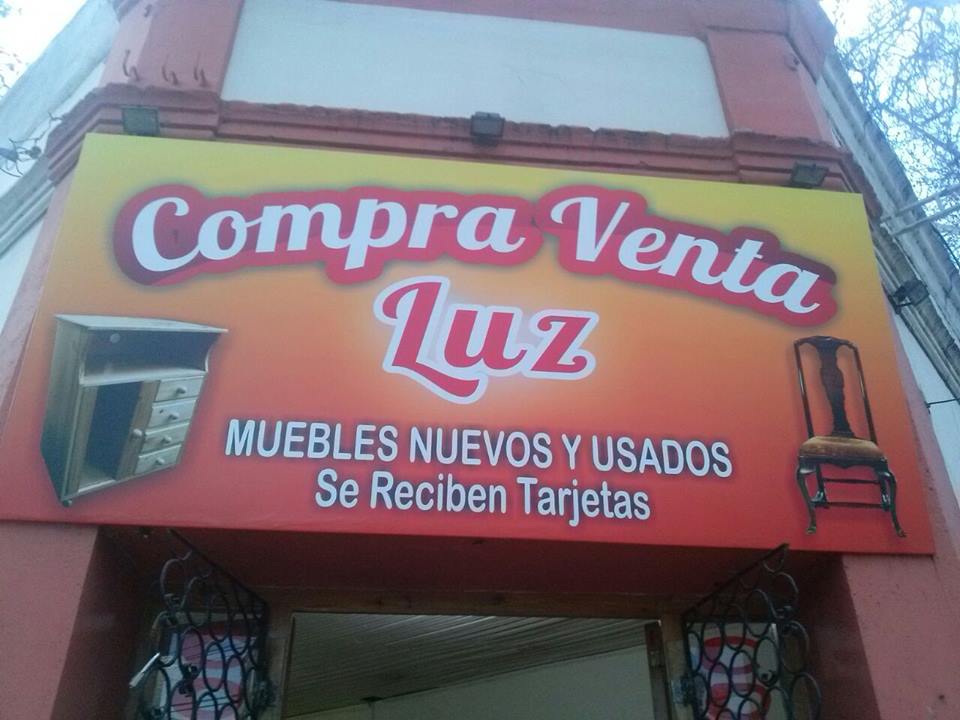 Compra Venta
Luz
MUEBLES NUEVOS Y USADOS
Se Reciben Tarjetas